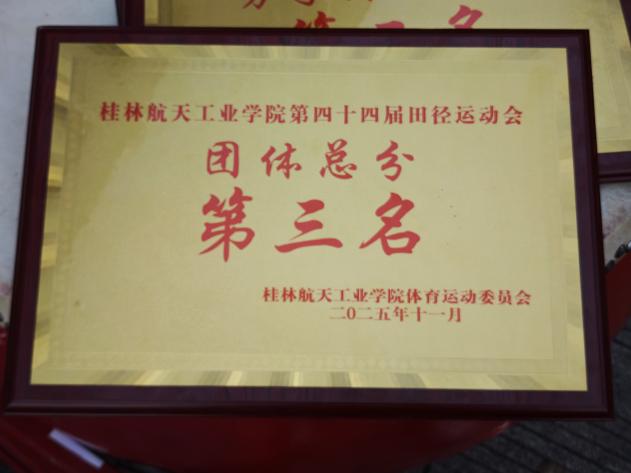 桂林航天工业学院第四十四届田径运动会
团体总分
第三名
桂林航天工业学院体育运动委员会
二〇二五年十一月